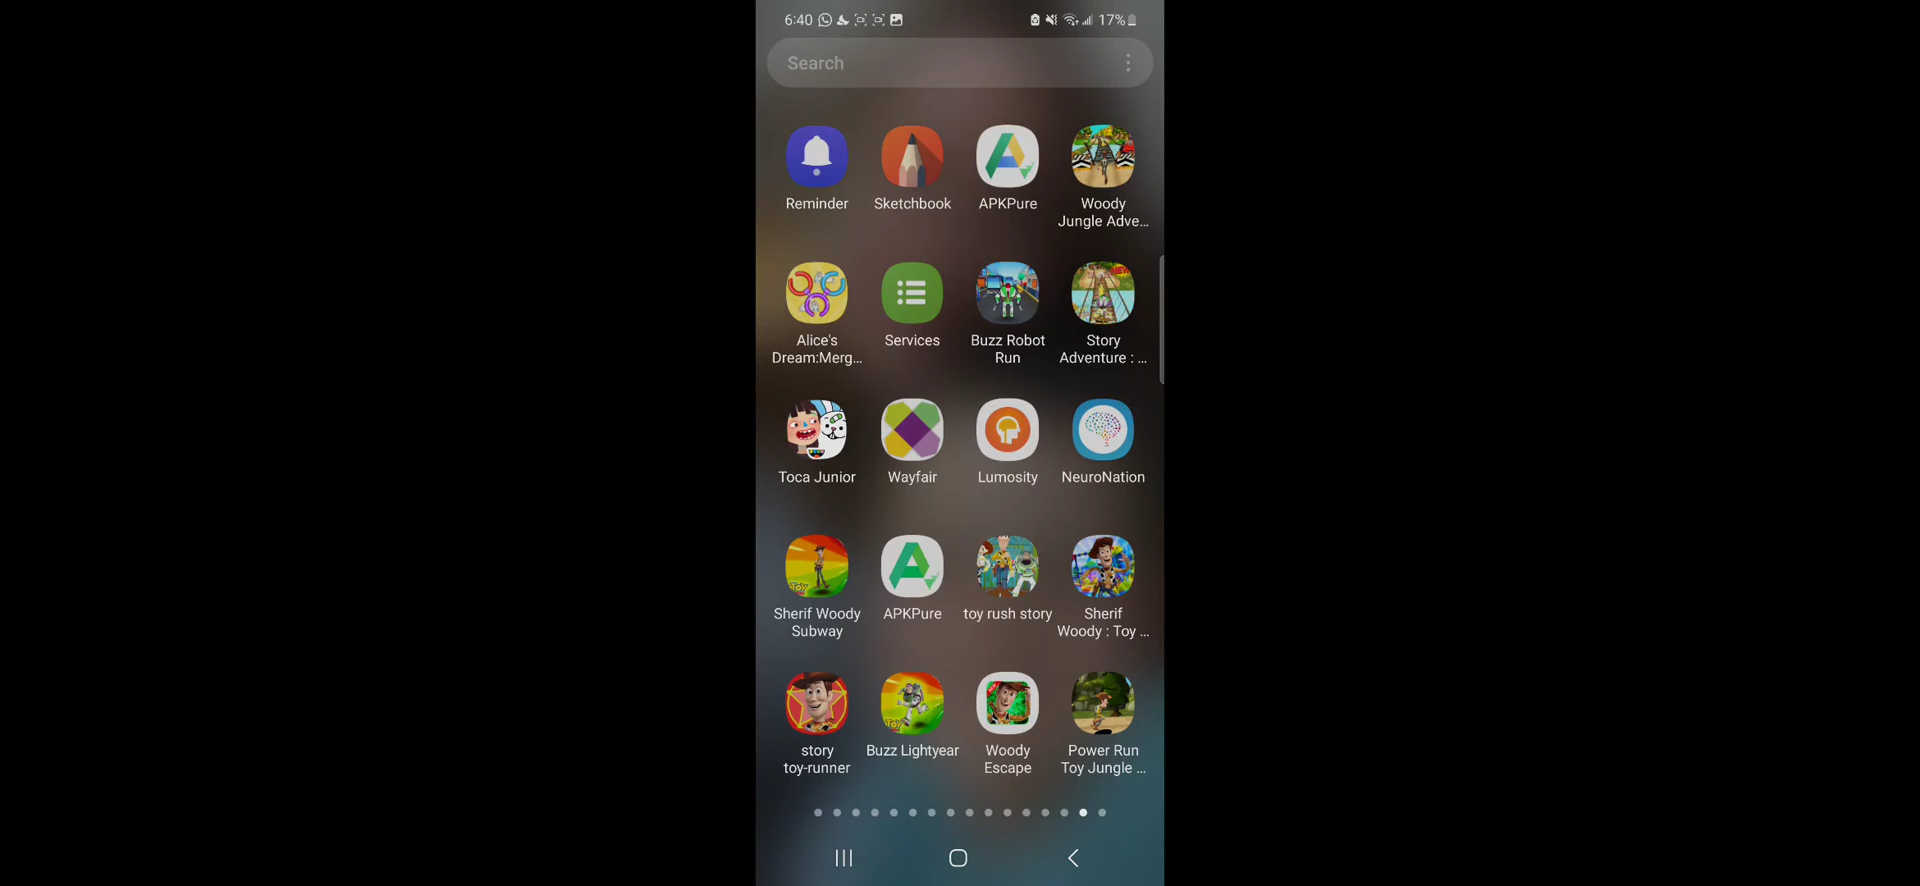 6:40
17%
Search
Reminder
Sketchbook
APKPure
Woody
Jungle Adve...
Alice's
Dream:Merg...
Services
Buzz Robot
Run
Story
Adventure : ...
Toca Junior
Wayfair
Lumosity
NeuroNation
Sherif Woody
Subway
APKPure
toy rush story
Sherif
Woody : Toy ...
story
toy-runner
Buzz Lightyear
Woody
Escape
Power Run
Toy Jungle ...